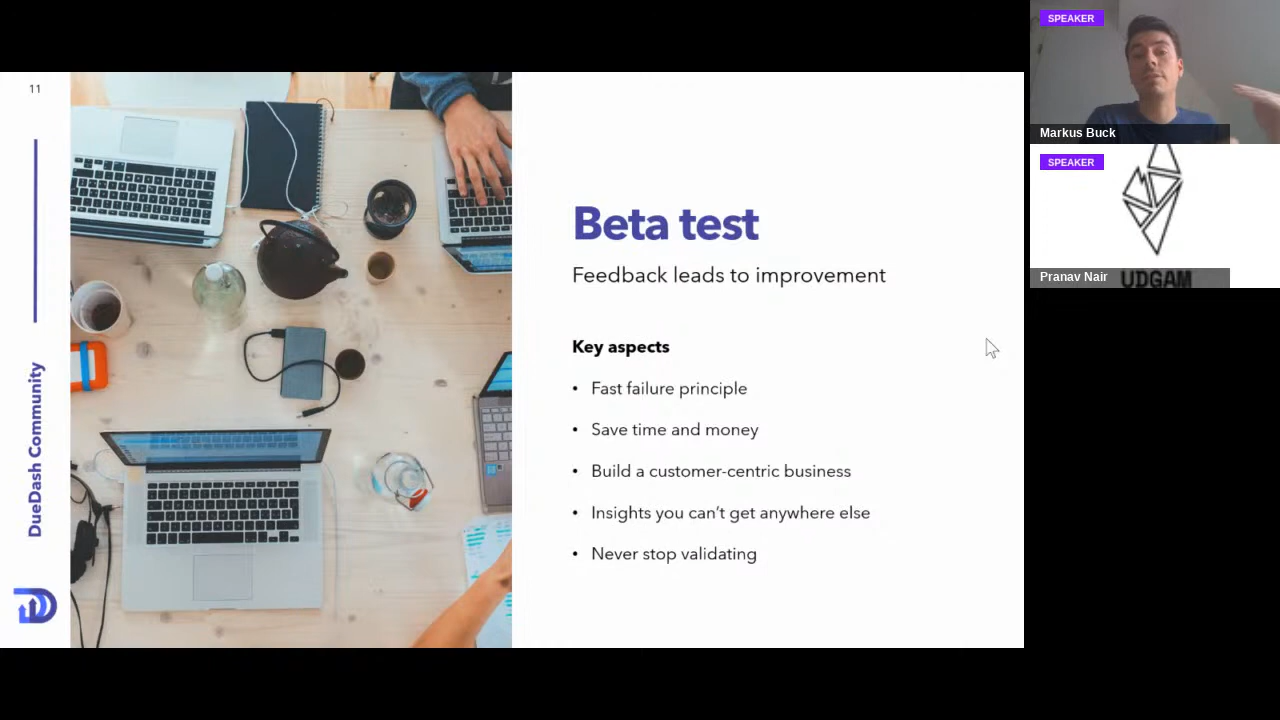 11
DueDash Community
Beta test
Feedback leads to improvement
Key aspects
• Fast failure principle
• Save time and money
• Build a customer-centric business
• Insights you can’t get anywhere else
• Never stop validating
SPEAKER
Markus Buck
SPEAKER
UDGAM
Pranav Nair